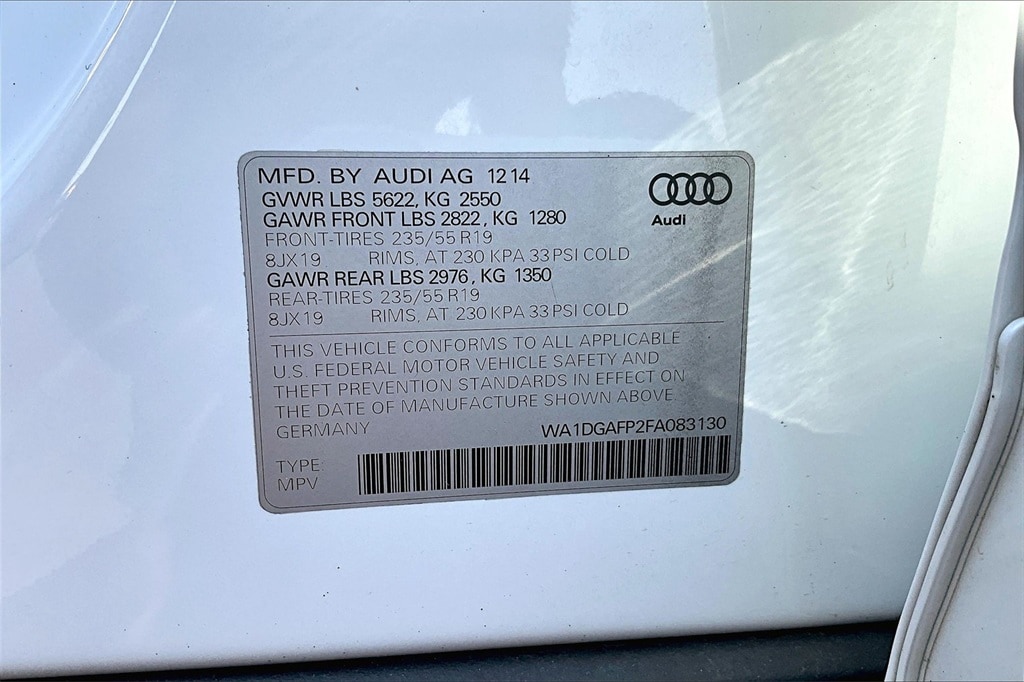 MFD. BY AUDI AG 1214
GVWR LBS 5622, KG 2550
GAWR FRONT LBS 2822, KG 1280
FRONT-TIRES 235/55 R19
8JX19 RIMS, AT 230 KPA 33 PSI COLD
GAWR REAR LBS 2976, KG 1350
REAR-TIRES 235/55 R19
8JX19 RIMS, AT 230 KPA 33 PSI COLD
Audi
THIS VEHICLE CONFORMS TO ALL APPLICABLE
U.S. FEDERAL MOTOR VEHICLE SAFETY AND
THEFT PREVENTION STANDARDS IN EFFECT ON
THE DATE OF MANUFACTURE SHOWN ABOVE.
GERMANY WA1DGAFP2FA083130
TYPE:
MPV